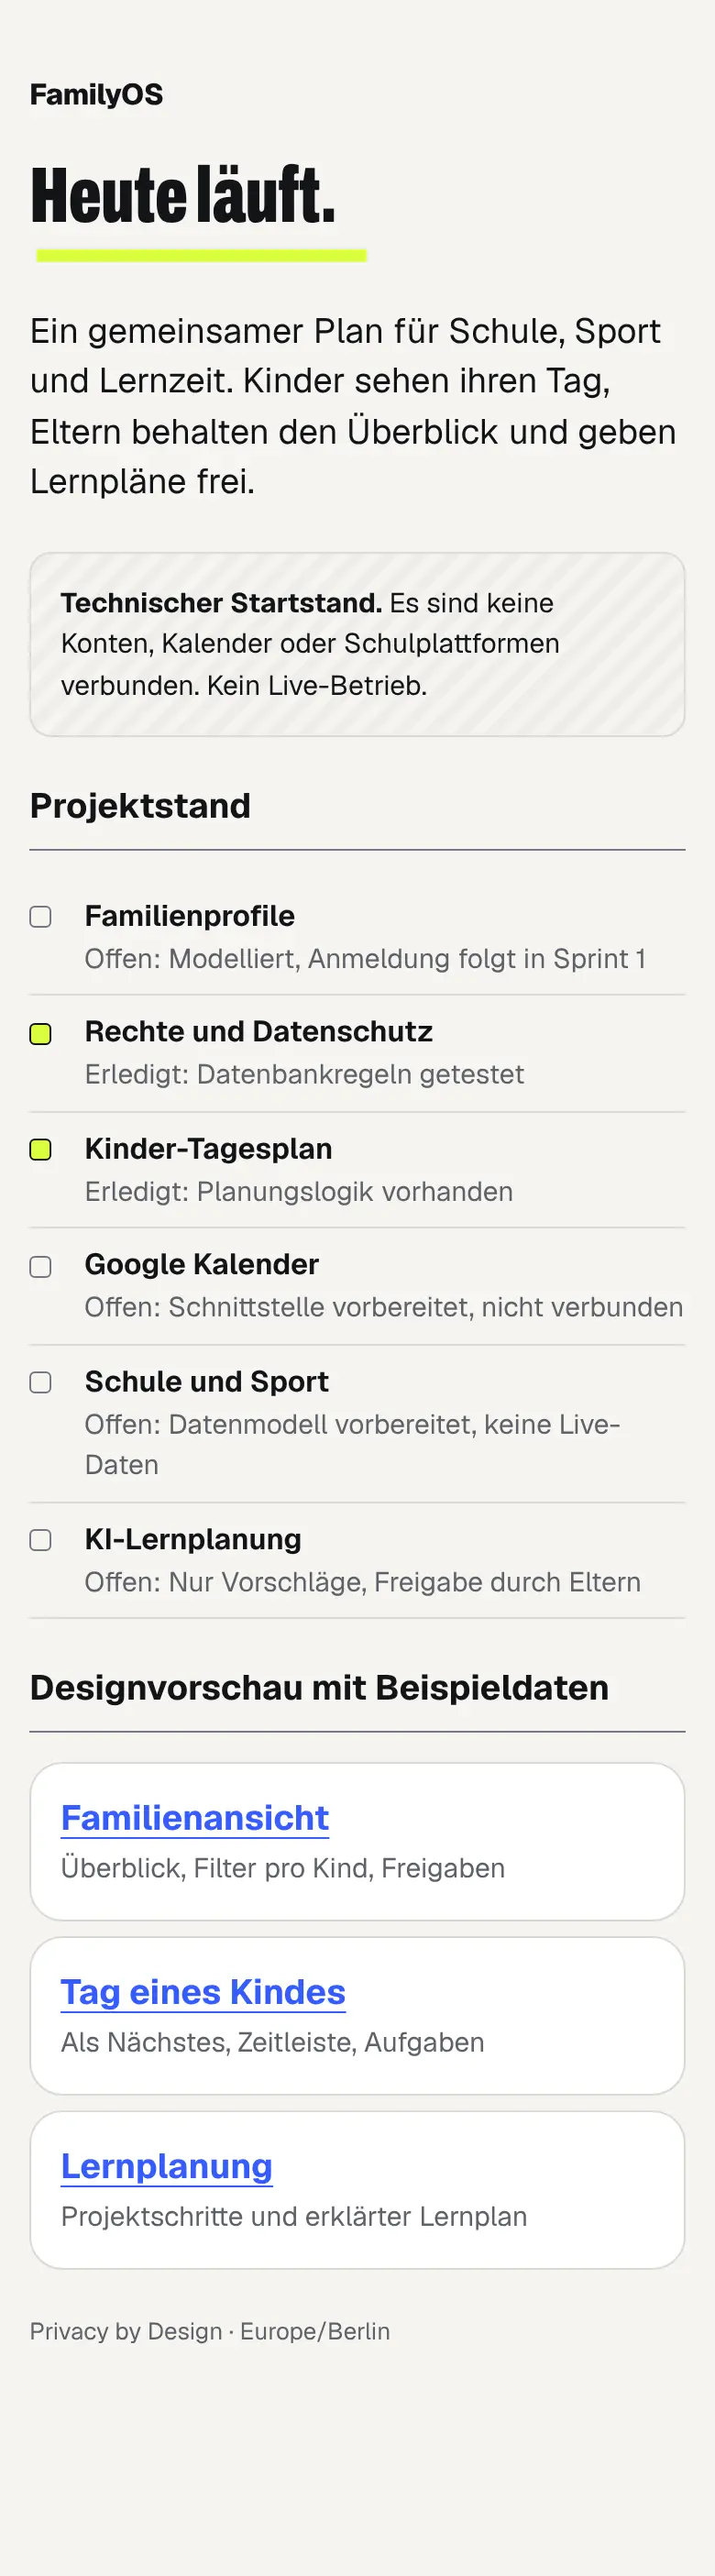 FamilyOS
Heute läuft.
Ein gemeinsamer Plan für Schule, Sport
und Lernzeit. Kinder sehen ihren Tag,
Eltern behalten den Überblick und geben
Lernpläne frei.
Technischer Startstand. Es sind keine
Konten, Kalender oder Schulplattformen
verbunden. Kein Live-Betrieb.
Projektstand
Familienprofile
Offen: Modelliert, Anmeldung folgt in Sprint 1
Rechte und Datenschutz
Erledigt: Datenbankregeln getestet
Kinder-Tagesplan
Erledigt: Planungslogik vorhanden
Google Kalender
Offen: Schnittstelle vorbereitet, nicht verbunden
Schule und Sport
Offen: Datenmodell vorbereitet, keine Live-
Daten
KI-Lernplanung
Offen: Nur Vorschläge, Freigabe durch Eltern
Designvorschau mit Beispieldaten
Familienansicht
Überblick, Filter pro Kind, Freigaben
Tag eines Kindes
Als Nächstes, Zeitleiste, Aufgaben
Lernplanung
Projektschritte und erklärter Lernplan
Privacy by Design · Europe/Berlin